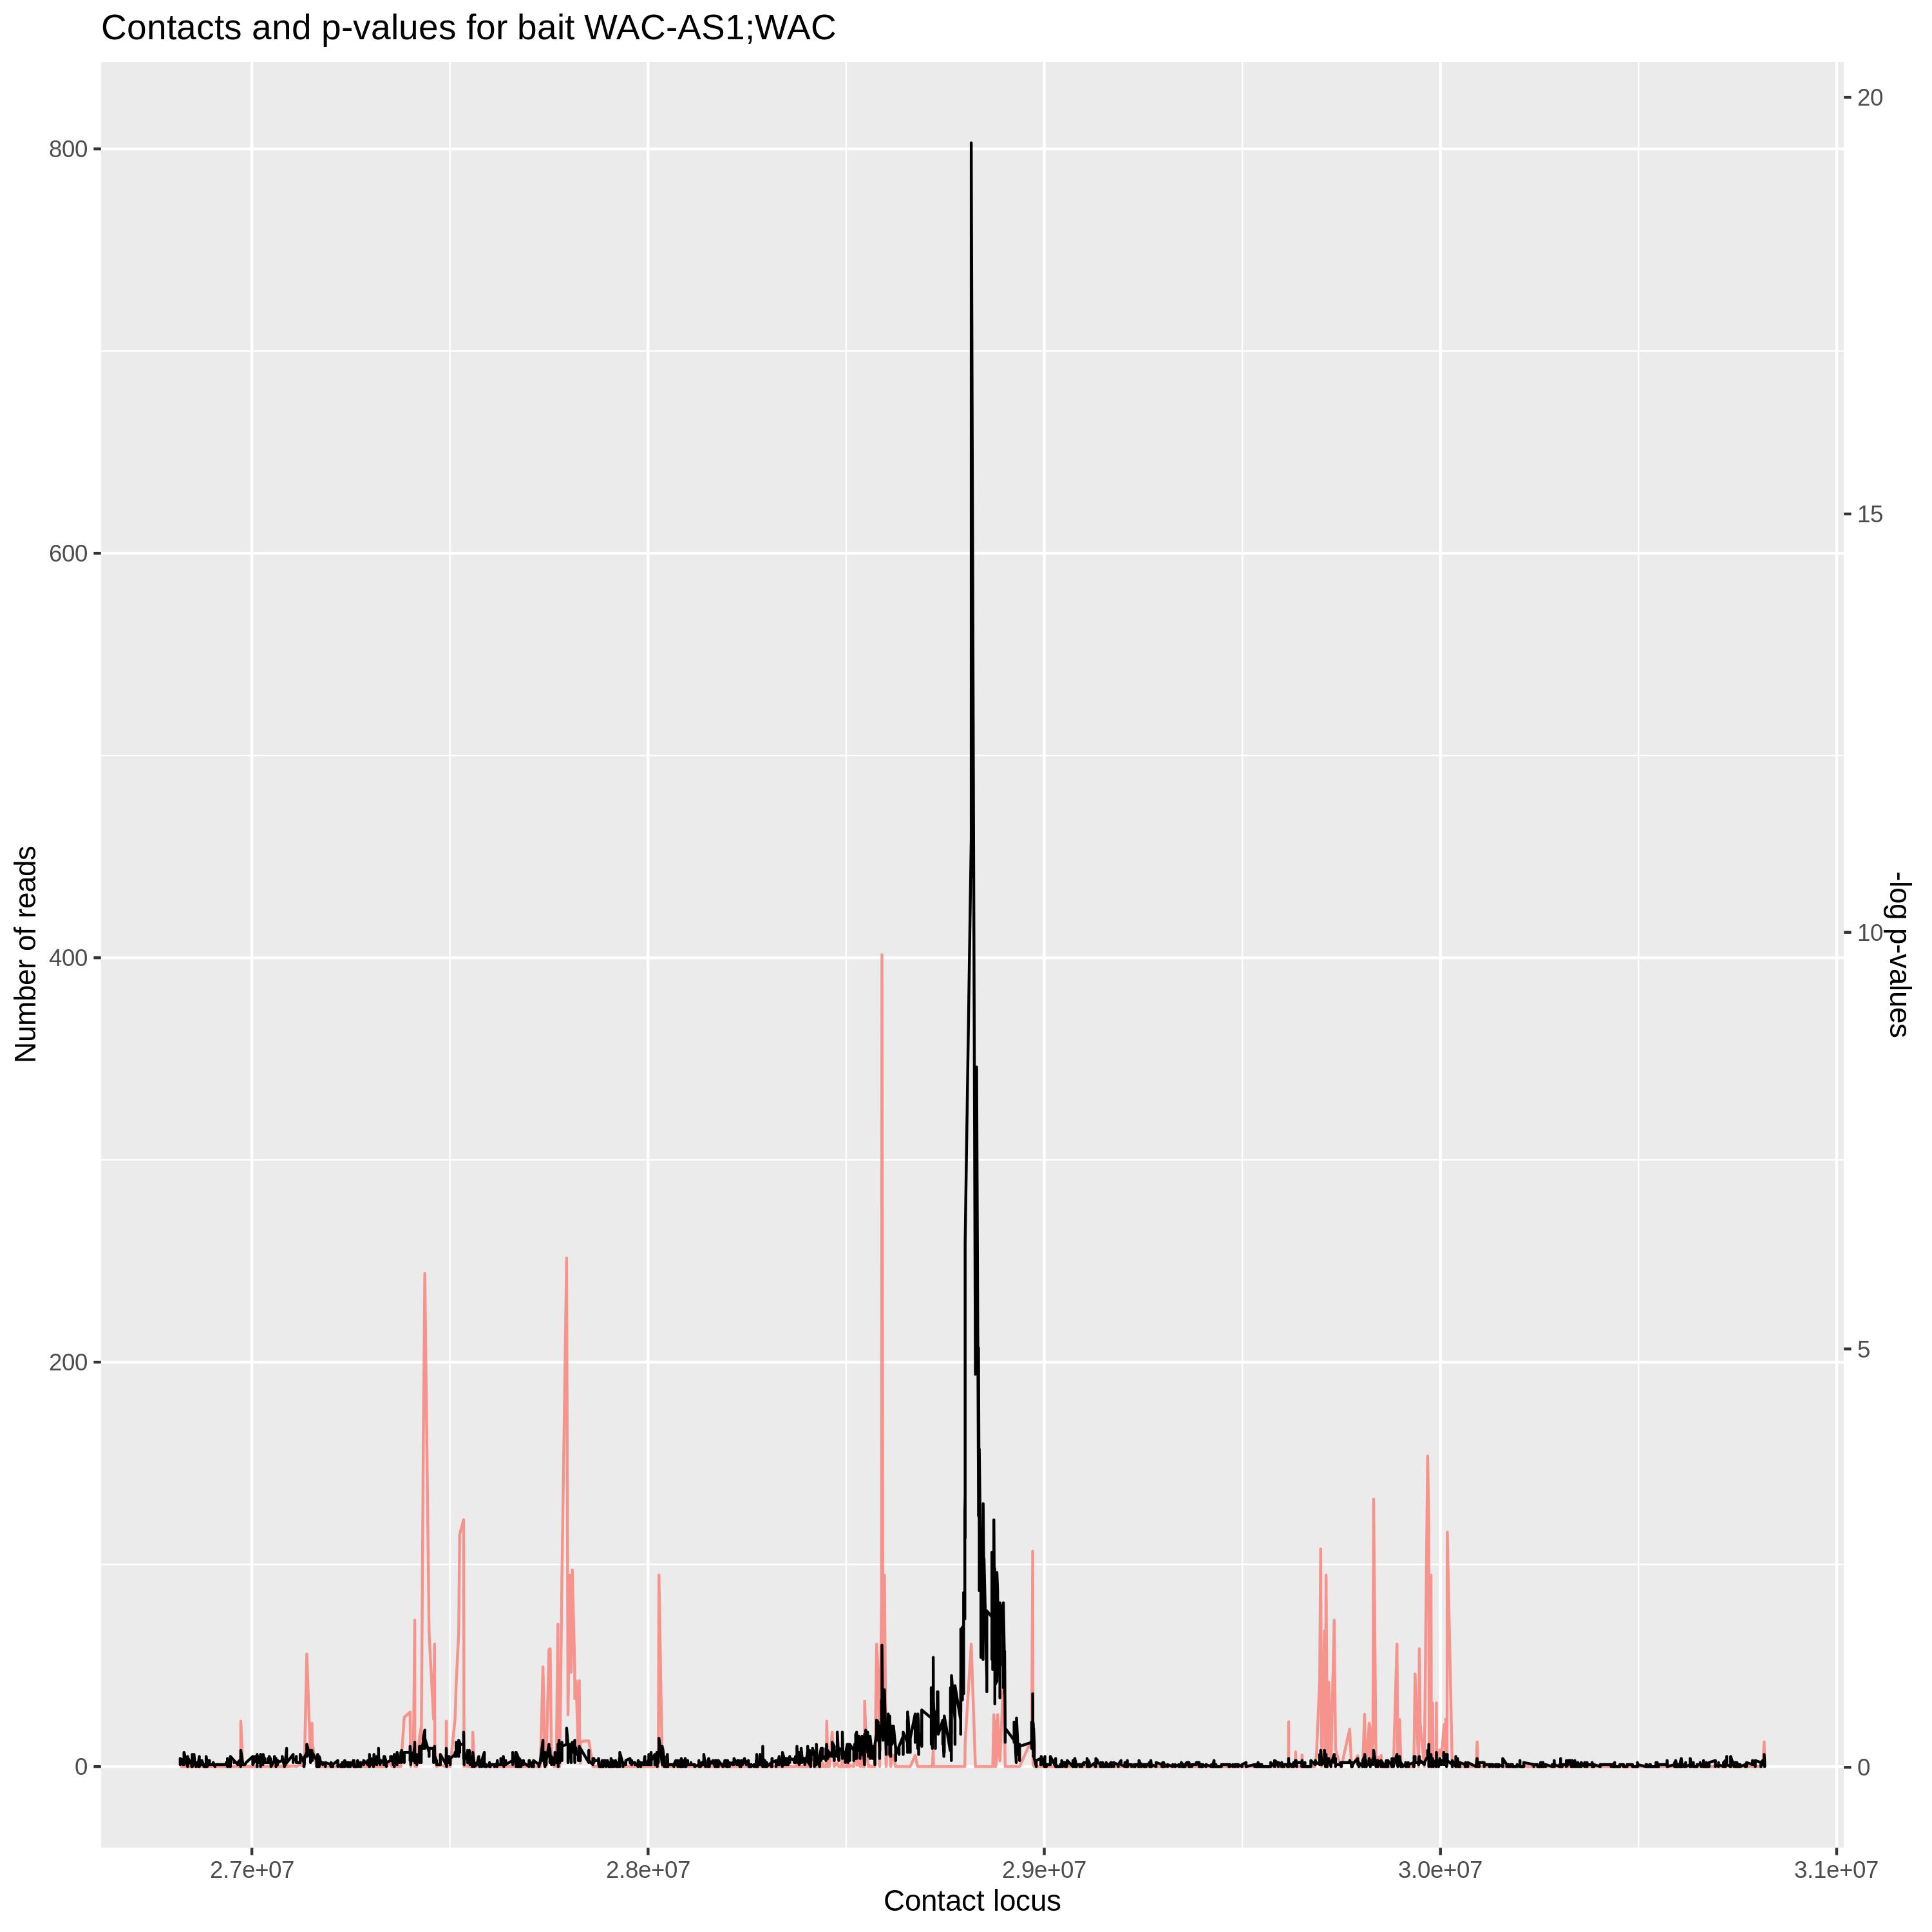 Contacts and p-values for bait WAC-AS1;WAC
800
600
400
200
0
Number of reads
20
15
10
5
0
-log p-values
2.7e+07
2.8e+07
2.9e+07
3.0e+07
3.1e+07
Contact locus